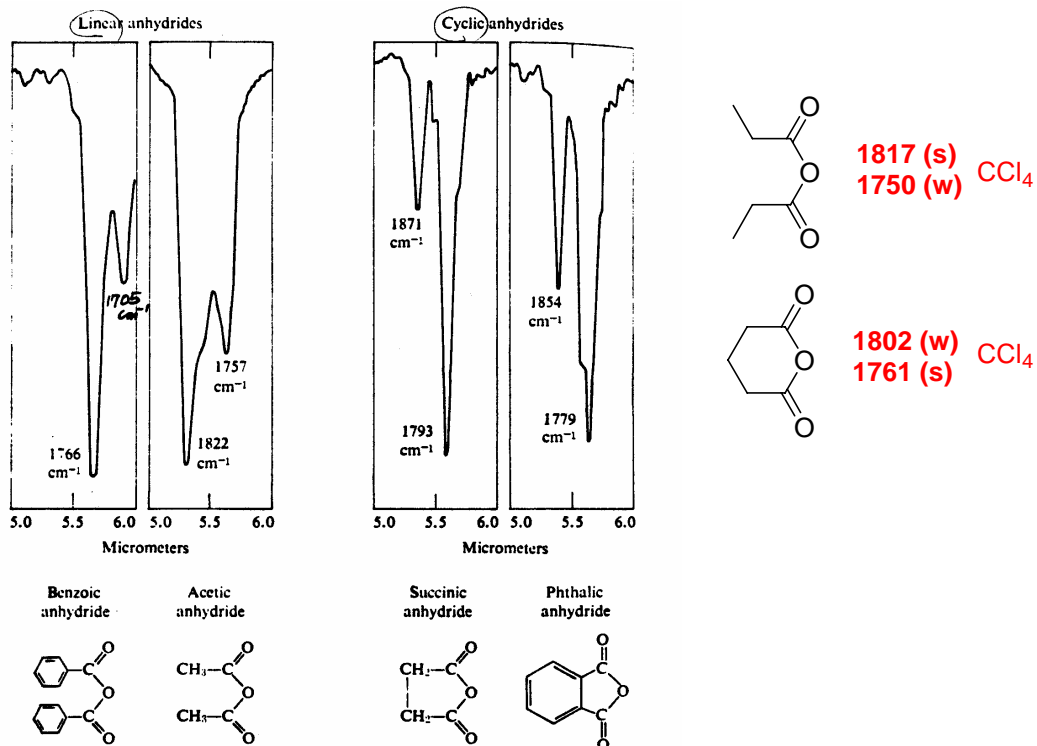 Linear anhydrides
Cyclic anhydrides
1766
cm⁻¹
1705
cm⁻¹
1822
cm⁻¹
1757
cm⁻¹
1871
cm⁻¹
1793
cm⁻¹
1854
cm⁻¹
1779
cm⁻¹
5.0 5.5 6.0 5.0 5.5 6.0
Micrometers
5.0 5.5 6.0 5.0 5.5 6.0
Micrometers
Benzoic
anhydride
Acetic
anhydride
Succinic
anhydride
Phthalic
anhydride
C O
O
C O
CH₃ C O
O
CH₃ C O
CH₂ C O
O
CH₂ C O
O
C
O
C
O
O
O
O
1817 (s)
1750 (w) CCl₄
O
O
O
1802 (w)
1761 (s) CCl₄